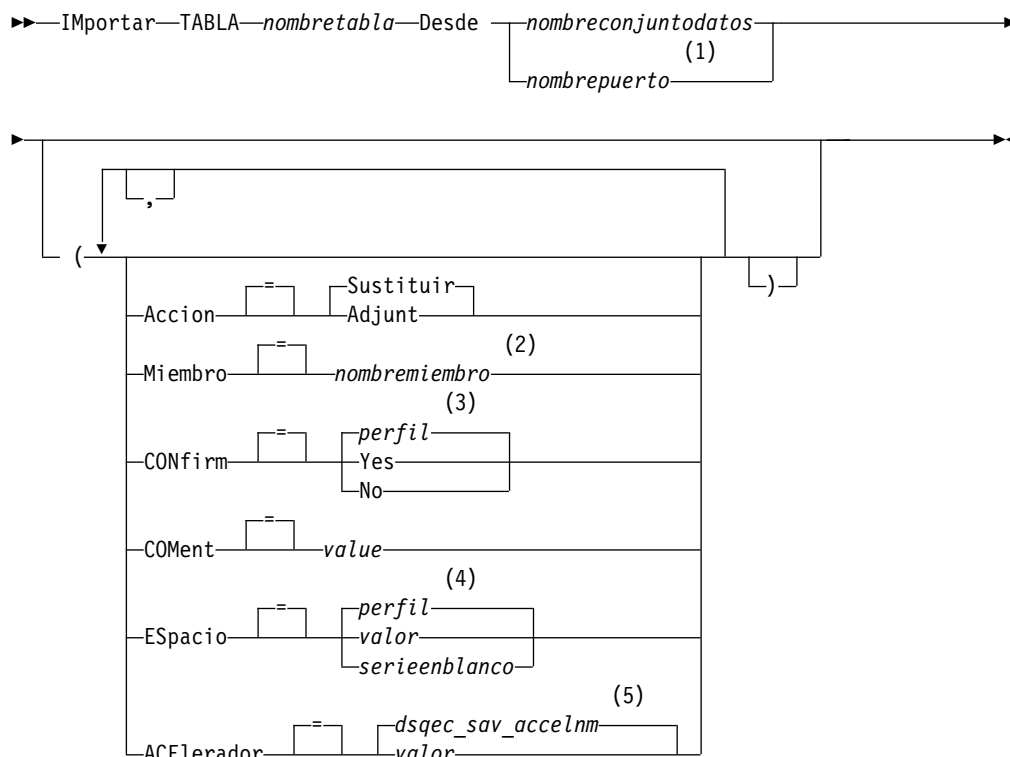 IMportar TABLA nombretabla Desde nombreconjuntodatos
(1)
nombrepuerto
,
(
)
=
Sustituir
Accion
Adjunt
(2)
=
Miembro
nombremiembro
(3)
=
perfil
CONfirm
Yes
No
=
COMent
value
(4)
=
perfil
ESpacio
valor
serieenblanco
(5)
=
dsqec_sav_accelnm
ACElerador
valor